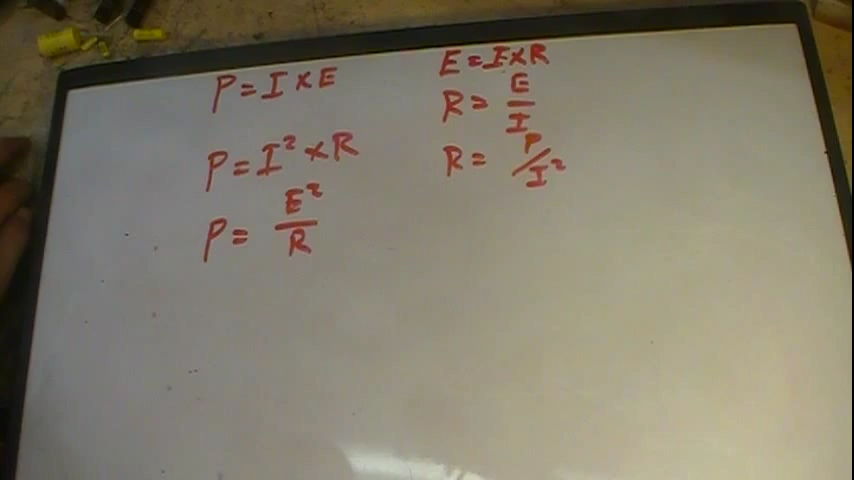 P = I × E
P = I² × R
P = E²/R
E = I × R
R = E/I
R = P/I²